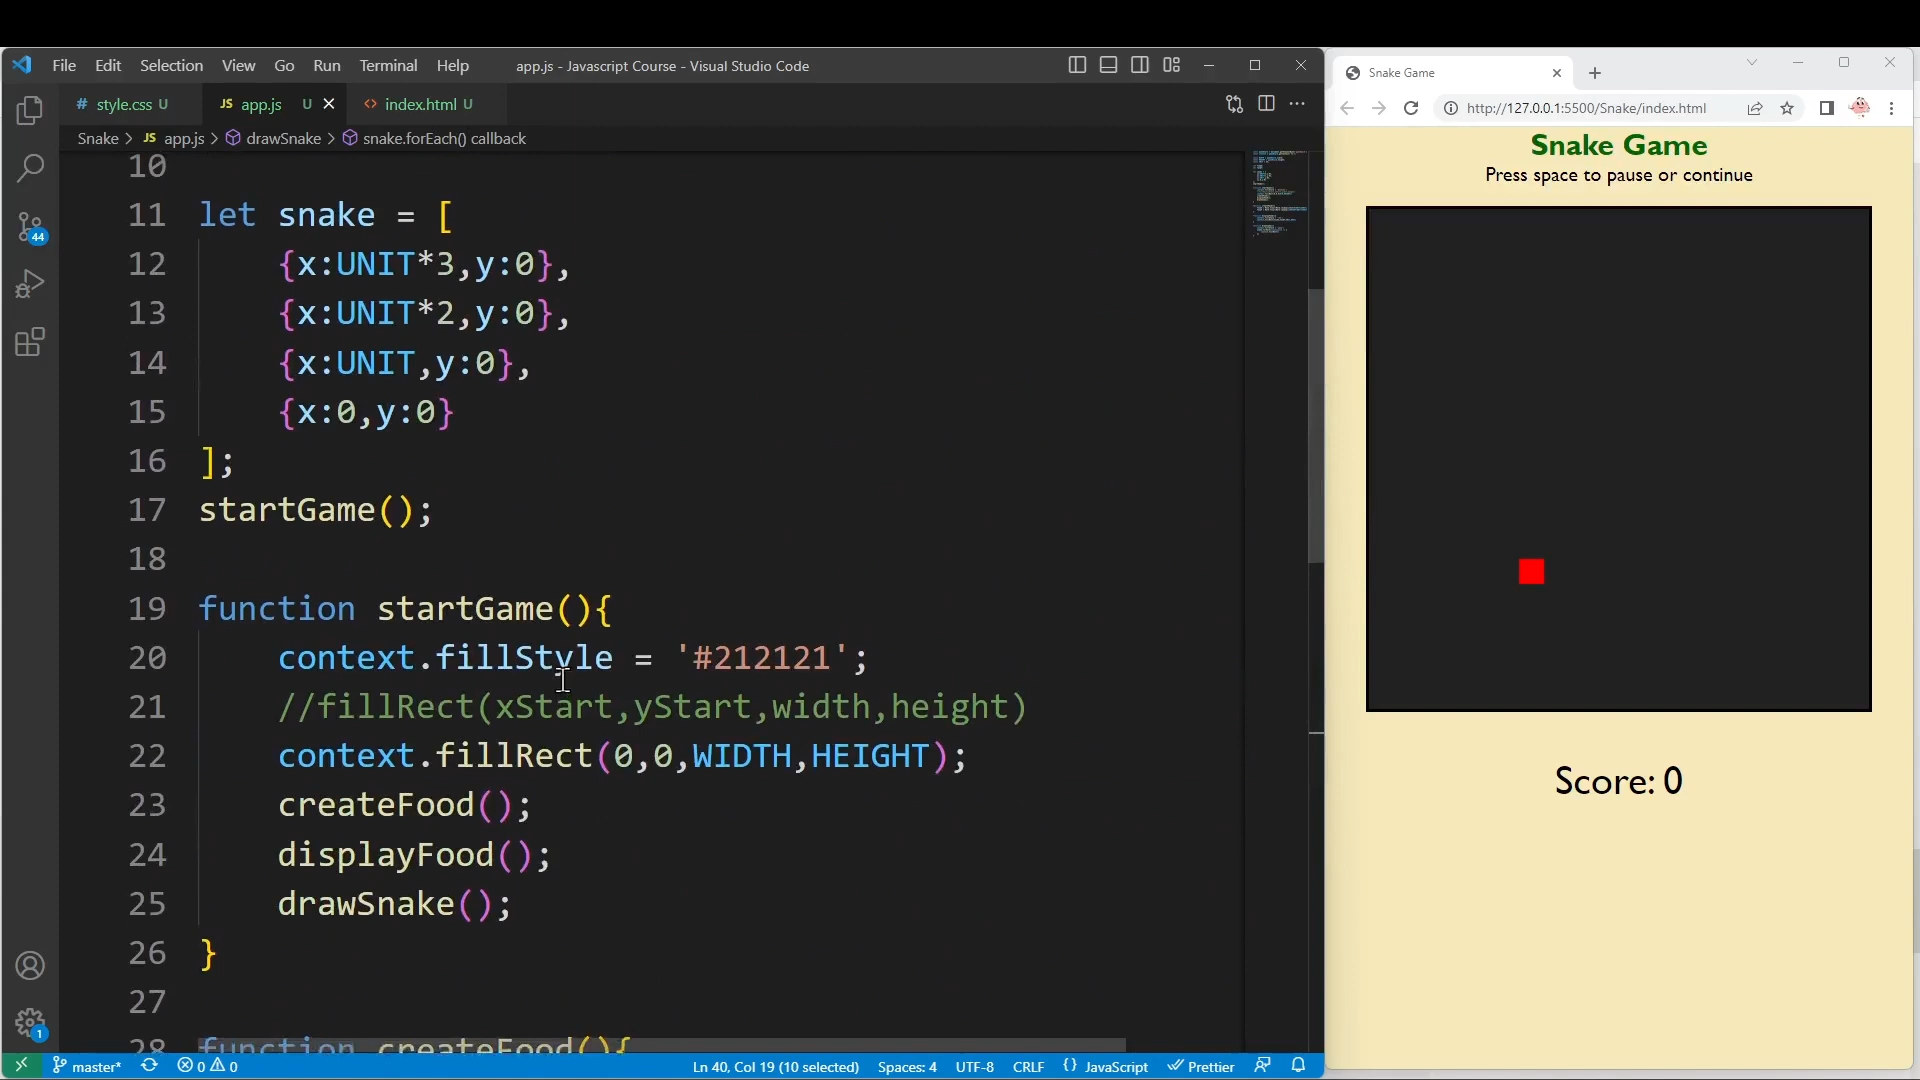 File Edit Selection View Go Run Terminal Help app.js - Javascript Course - Visual Studio Code
# style.css U JS app.js U <> index.html U
Snake > JS app.js > drawSnake > snake.forEach() callback
10
11 let snake = [
12 {x:UNIT*3,y:0},
13 {x:UNIT*2,y:0},
14 {x:UNIT,y:0},
15 {x:0,y:0}
16 ];
17 startGame();
18
19 function startGame(){
20 context.fillStyle = '#212121';
21 //fillRect(xStart,yStart,width,height)
22 context.fillRect(0,0,WIDTH,HEIGHT);
23 createFood();
24 displayFood();
25 drawSnake();
26 }
27
28 function createFood(){
44
1
master* 0 0 Ln 40, Col 19 (10 selected) Spaces: 4 UTF-8 CRLF {} JavaScript Prettier
Snake Game
http://127.0.0.1:5500/Snake/index.html
Snake Game
Press space to pause or continue
Score: 0